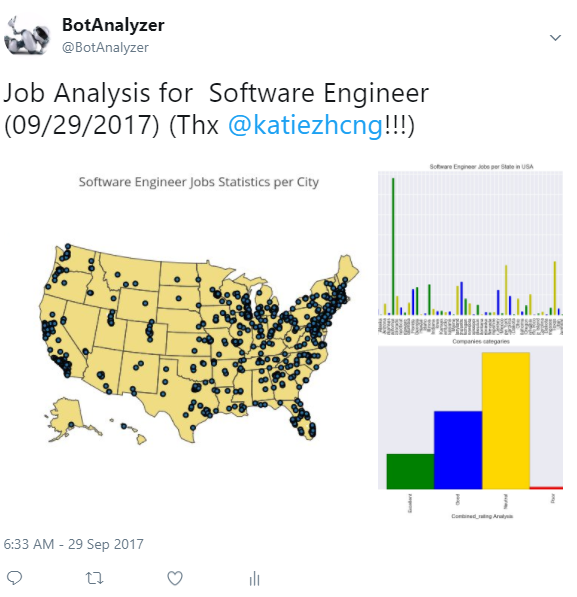 BotAnalyzer
@BotAnalyzer
Job Analysis for Software Engineer
(09/29/2017) (Thx @katiezhcng!!!)
Software Engineer Jobs Statistics per City
Software Engineer Jobs per State in USA
Companies categories
Excellent
Good
Neutral
Poor
Combined_rating Analysis
6:33 AM - 29 Sep 2017